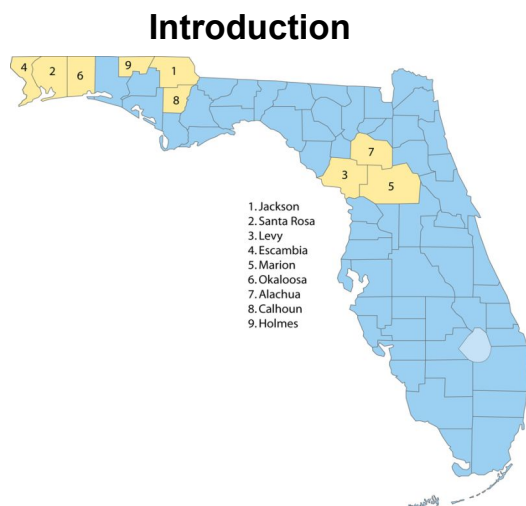 Introduction
4
2
6
9
1
8
7
3
5
1. Jackson
2. Santa Rosa
3. Levy
4. Escambia
5. Marion
6. Okaloosa
7. Alachua
8. Calhoun
9. Holmes